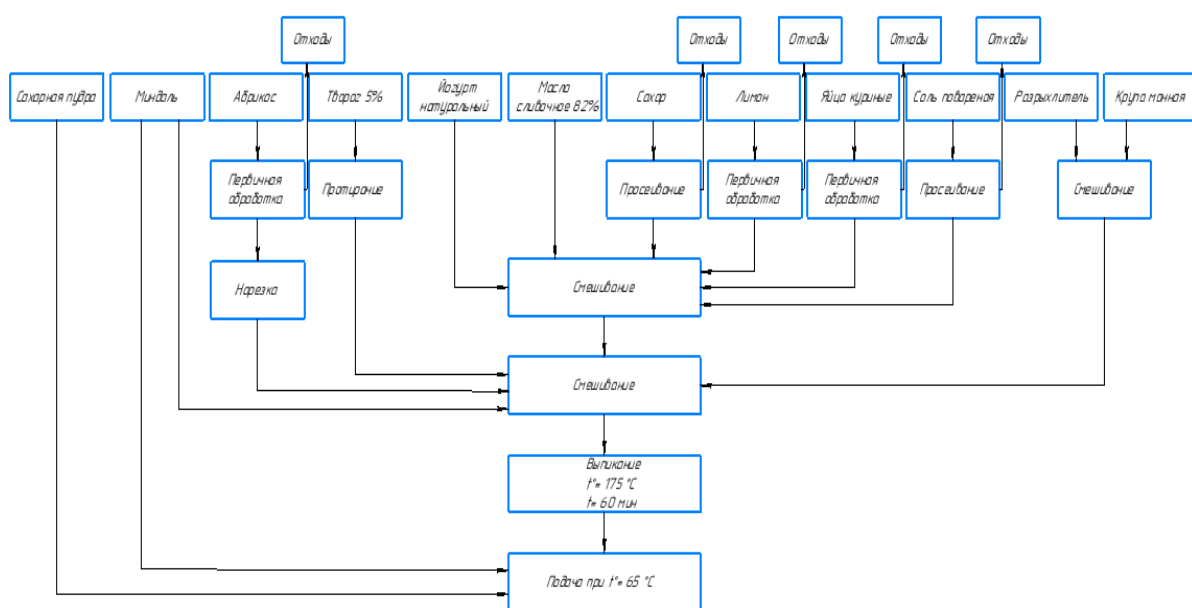 Отходы
Отходы
Отходы
Отходы
Отходы
Сахарная пудра
Миндаль
Абрикос
Творог 5%
Йогурт
натуральный
Масло
сливочное 82%
Сахар
Лимон
Яйца куриные
Соль повареная
Разрыхлитель
Крупа манная
Первичная
обработка
Протирание
Просеивание
Первичная
обработка
Первичная
обработка
Просеивание
Смешивание
Нарезка
Смешивание
Смешивание
Выпикание
t°= 175 °C
t= 60 мин
Подача при t°= 65 °C